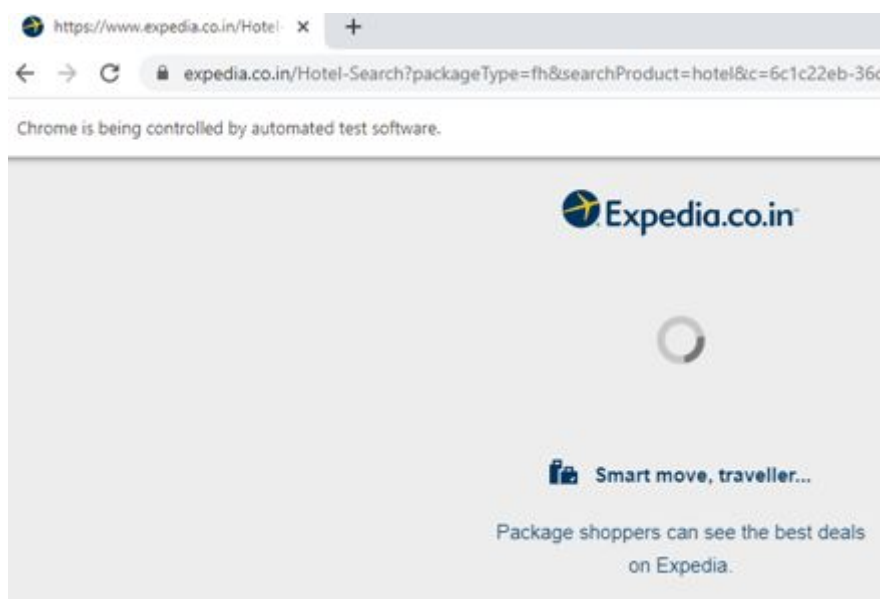 https://www.expedia.co.in/Hotel-
expedia.co.in/Hotel-Search?packageType=fh&searchProduct=hotel&c=6c1c22eb-36c
Chrome is being controlled by automated test software.
Expedia.co.in
Smart move, traveller...
Package shoppers can see the best deals
on Expedia.